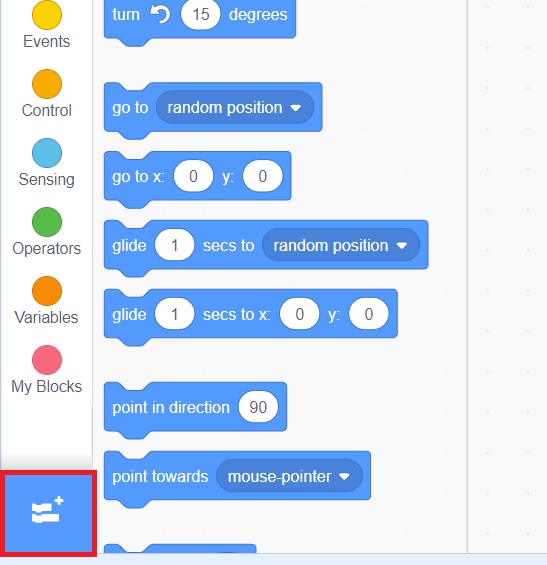 Events
Control
Sensing
Operators
Variables
My Blocks
turn 15 degrees
go to random position
go to x: 0 y: 0
glide 1 secs to random position
glide 1 secs to x: 0 y: 0
point in direction 90
point towards mouse-pointer